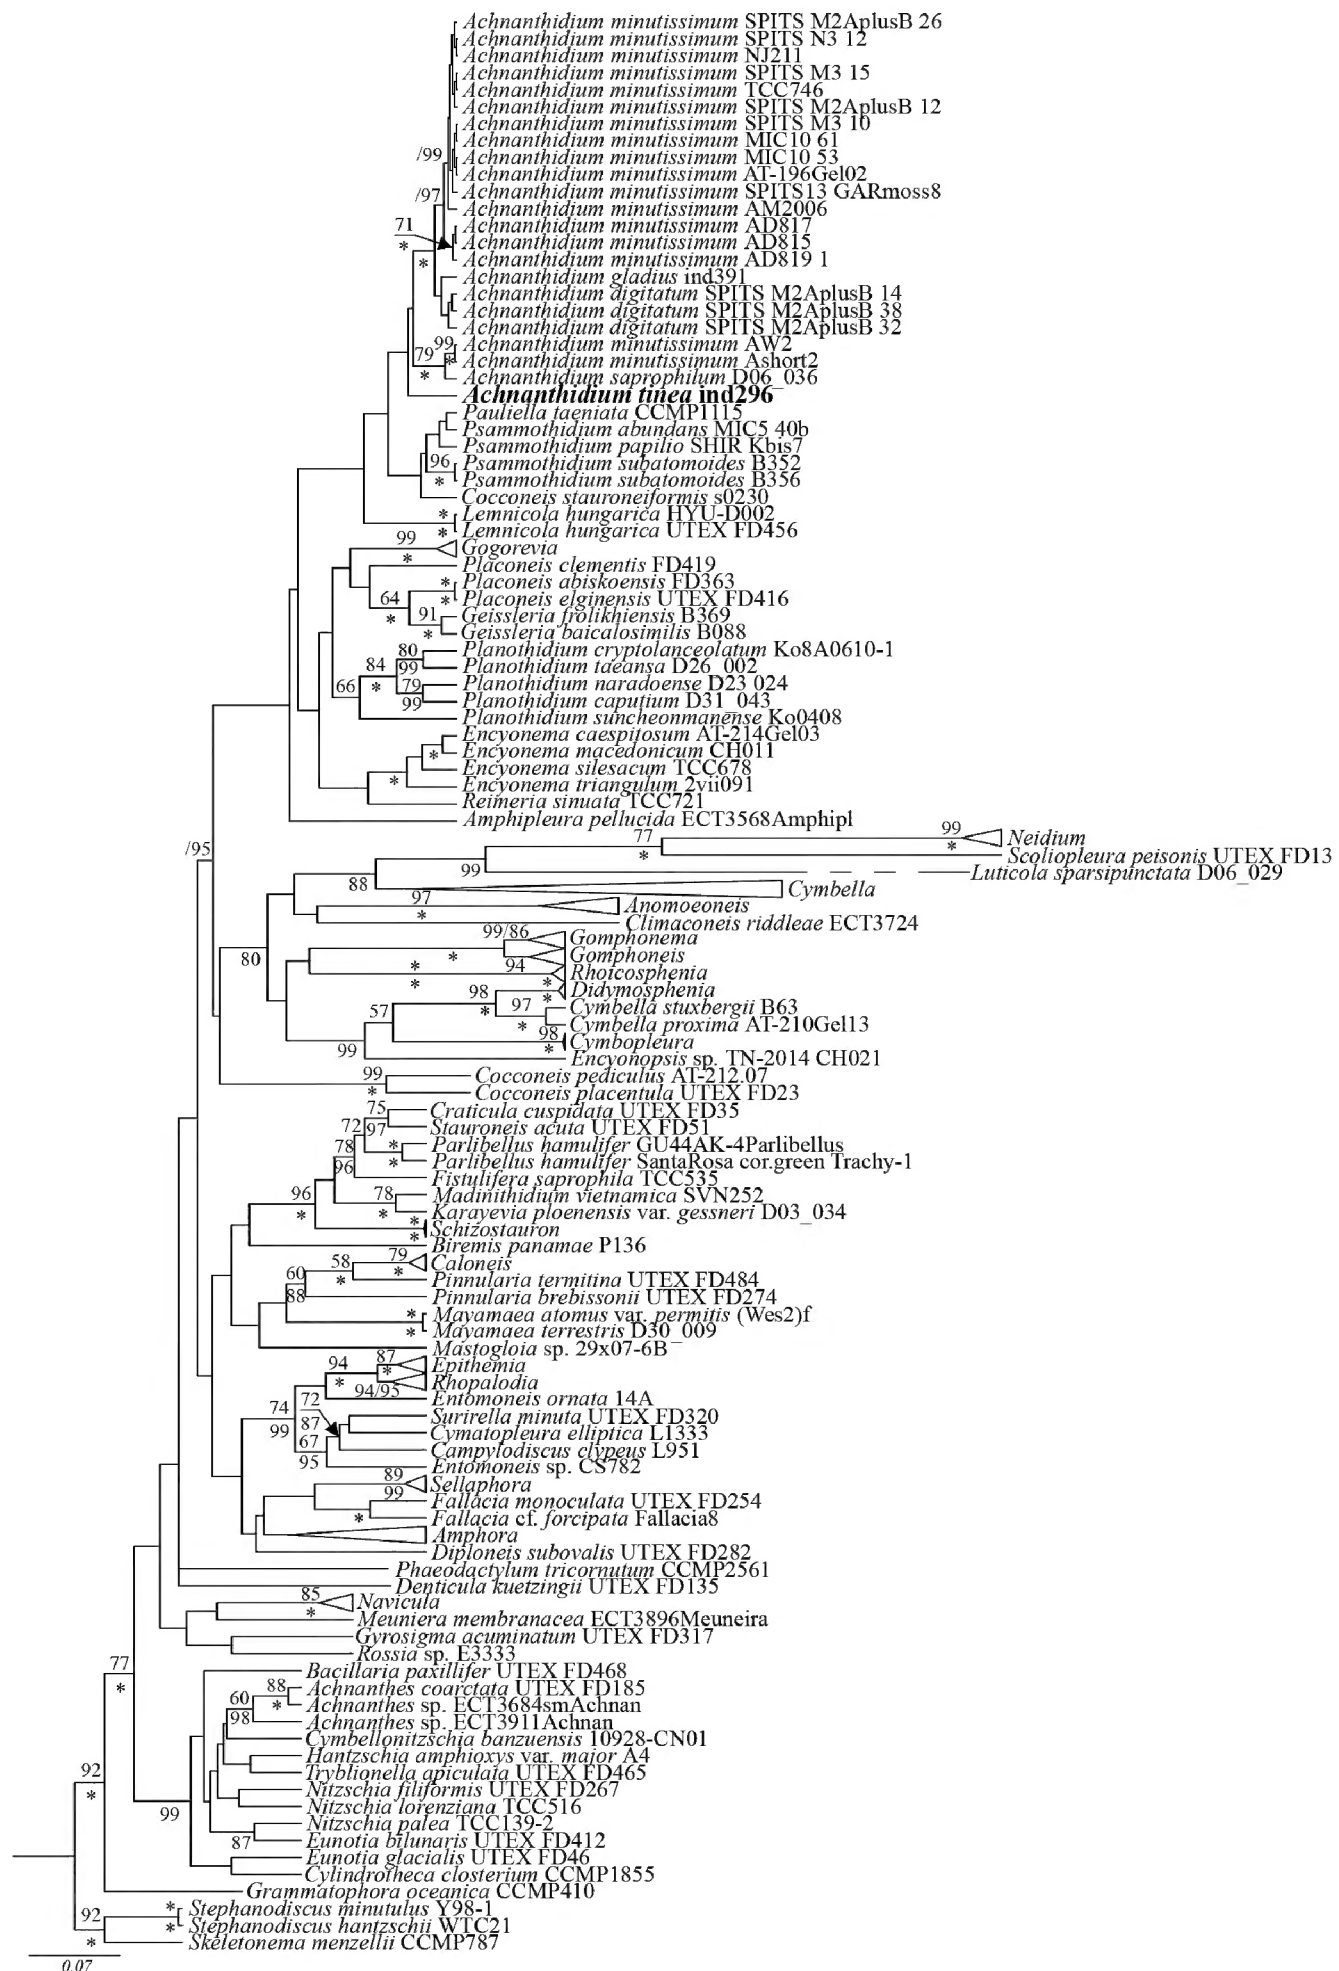 Achnanthidium minutissimum SPITS M2AplusB 26
Achnanthidium minutissimum SPITS N3 12
Achnanthidium minutissimum NJ211
Achnanthidium minutissimum SPITS M3 15
Achnanthidium minutissimum TCC746
Achnanthidium minutissimum SPITS M2AplusB 12
Achnanthidium minutissimum SPITS M3 10
Achnanthidium minutissimum MIC10 61
/99 Achnanthidium minutissimum MIC10 53
Achnanthidium minutissimum AT-196Gel02
/97 Achnanthidium minutissimum SPITS13 GARmoss8
Achnanthidium minutissimum AM2006
71 Achnanthidium minutissimum AD817
* Achnanthidium minutissimum AD815
* Achnanthidium minutissimum AD819 1
Achnanthidium gladius ind391
Achnanthidium digitatum SPITS M2AplusB 14
Achnanthidium digitatum SPITS M2AplusB 38
Achnanthidium digitatum SPITS M2AplusB 32
99 Achnanthidium minutissimum AW2
79 * Achnanthidium minutissimum Ashort2
* Achnanthidium saprophilum D06_036
Achnanthidium tinea ind296
Pauliella taeniata CCMP1115
Psammothidium abundans MIC5 40b
Psammothidium papilio SHIR Kbis7
96 Psammothidium subatomoides B352
* Psammothidium subatomoides B356
Cocconeis stauroneiformis s0230
* Lemnicola hungarica HYU-D002
* Lemnicola hungarica UTEX FD456
99 * Gogorevia
Placoneis clementis FD419
* Placoneis abiskoensis FD363
64 * Placoneis elginensis UTEX FD416
* 91 Geissleria frolikhiensis B369
* Geissleria baicalosimilis B088
80 Planothidium cryptolanceolatum Ko8A0610-1
84 99 Planothidium taeansa D26_002
66 * 79 Planothidium naradoense D23_024
99 Planothidium caputium D31_043
Planothidium suncheonmanense Ko0408
Encyonema caespitosum AT-214Gel03
* Encyonema macedonicum CH011
Encyonema silesacum TCC678
* Encyonema triangulum 2vii091
Reimeria sinuata TCC721
Amphipleura pellucida ECT3568Amphipl
77 99 * Neidium
/95 * Scoliopleura peisonis UTEX FD13
99 Luticola sparsipunctata D06_029
88 Cymbella
97 Anomoeoneis
* Climaconeis riddleae ECT3724
99/86 Gomphonema
80 * Gomphoneis
* 94 Rhoicosphenia
* * Didymosphenia
98 * 97 Cymbella stuxbergii B63
57 * * Cymbella proxima AT-210Gel13
98 * Cymbopleura
99 Encyonopsis sp. TN-2014 CH021
99 Cocconeis pediculus AT-212.07
* Cocconeis placentula UTEX FD23
75 Craticula cuspidata UTEX FD35
72 97 Stauroneis acuta UTEX FD51
78 * Parlibellus hamulifer GU44AK-4Parlibellus
96 * Parlibellus hamulifer SantaRosa cor.green Trachy-1
Fistulifera saprophila TCC535
96 78 Madinithidium vietnamica SVN252
* * Karayevia ploenensis var. gessneri D03_034
* * Schizostauron
Biremis panamae P136
58 79 * Caloneis
60 * Pinnularia termitina UTEX FD484
88 Pinnularia brebissonii UTEX FD274
* Mayamaea atomus var. permitis (Wes2)f
* Mayamaea terrestris D30_009
Mastogloia sp. 29x07-6B
94 87 * Epithemia
* 94/95 Rhopalodia
Entomoneis ornata 14A
74 72 Surirella minuta UTEX FD320
99 87 Cymatopleura elliptica L1333
67 Campylodiscus clypeus L951
95 Entomoneis sp. CS782
89 Sellaphora
99 Fallacia monoculata UTEX FD254
* Fallacia cf. forcipata Fallacia8
Amphora
Diploneis subovalis UTEX FD282
Phaeodactylum tricornutum CCMP2561
Denticula kuetzingii UTEX FD135
85 * Navicula
Meuniera membranacea ECT3896Meuneira
Gyrosigma acuminatum UTEX FD317
Rossia sp. E3333
77 * Bacillaria paxillifer UTEX FD468
88 Achnanthes coarctata UTEX FD185
60 * Achnanthes sp. ECT3684smAchnan
98 Achnanthes sp. ECT3911Achnan
Cymbellonitzschia banzuensis 10928-CN01
Hantzschia amphioxys var. major A4
92 Tryblionella apiculata UTEX FD465
* Nitzschia filiformis UTEX FD267
99 Nitzschia lorenziana TCC516
Nitzschia palea TCC139-2
87 Eunotia bilunaris UTEX FD412
Eunotia glacialis UTEX FD46
Cylindrotheca closterium CCMP1855
Grammatophora oceanica CCMP410
92 * Stephanodiscus minutulus Y98-1
* Stephanodiscus hantzschii WTC21
* Skeletonema menzellii CCMP787
0.07